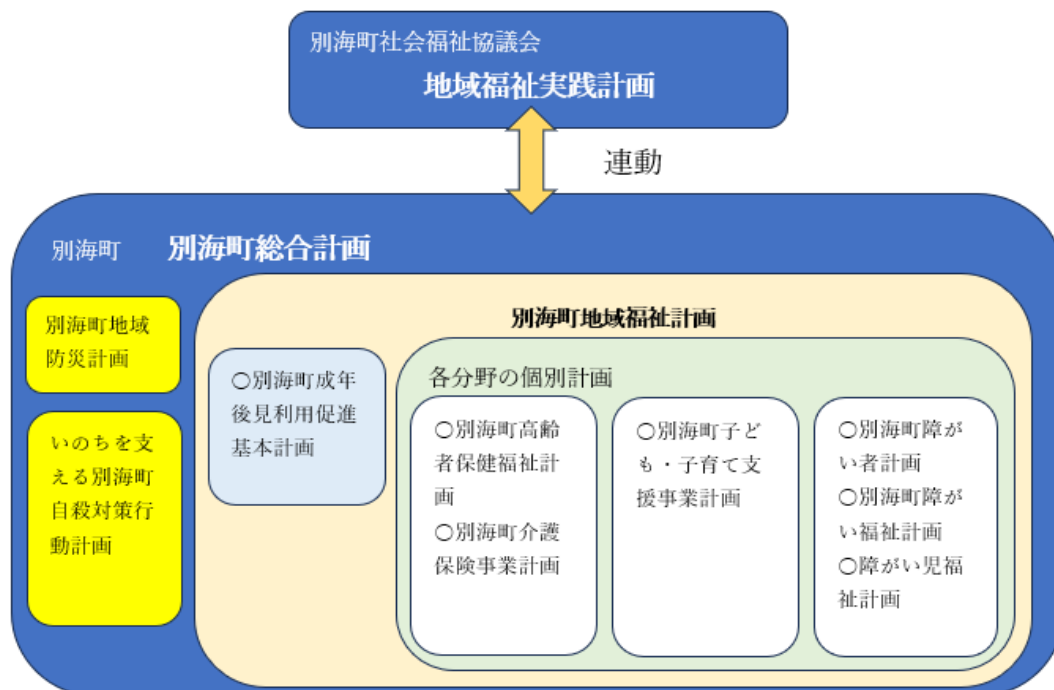 別海町社会福祉協議会
地域福祉実践計画
連動
別海町 別海町総合計画
別海町地域
防災計画
いのちを支
える別海町
自殺対策行
動計画
別海町地域福祉計画
〇別海町成年
後見利用促進
基本計画
各分野の個別計画
〇別海町高齢
者保健福祉計
画
〇別海町介護
保険事業計画
〇別海町子ど
も・子育て支
援事業計画
〇別海町障が
い者計画
〇別海町障が
い福祉計画
〇障がい児福
祉計画